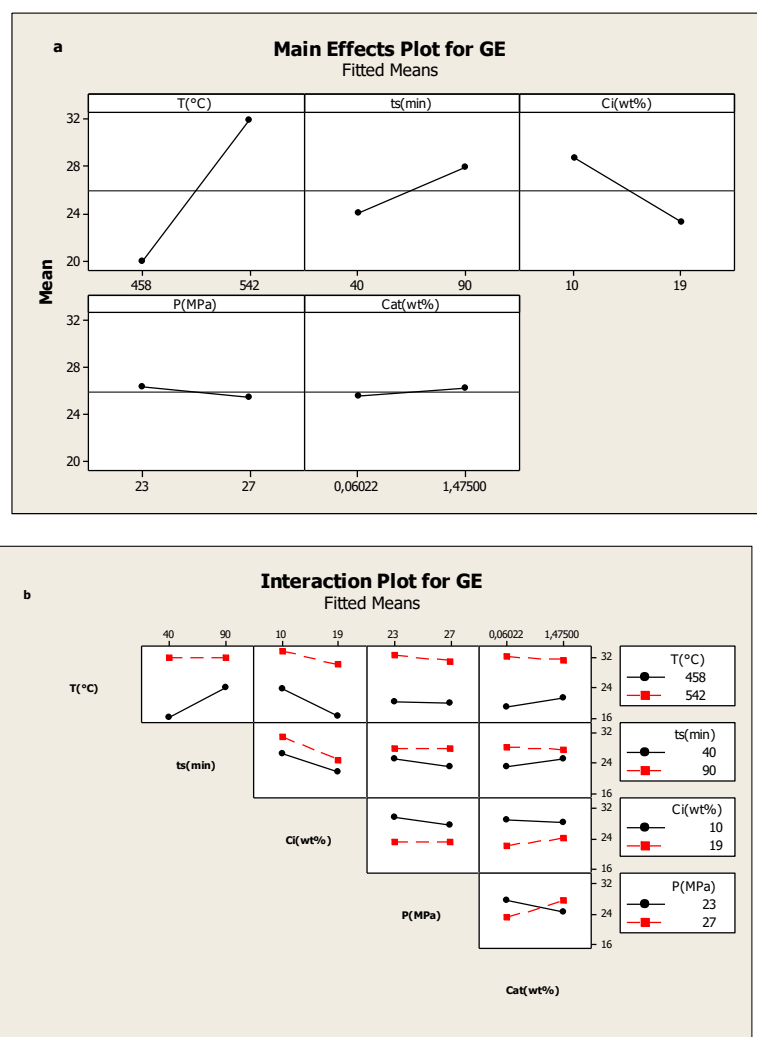 a
Main Effects Plot for GE
Fitted Means
T(°C) ts(min) Ci(wt%)
32
28
24
20
458 542 40 90 10 19
Mean
P(MPa) Cat(wt%)
32
28
24
20
23 27 0,06022 1,47500
b
Interaction Plot for GE
Fitted Means
40 90 10 19 23 27 0,06022 1,47500
T(°C)
32
24
16
T(°C)
458
542
ts(min)
32
24
16
ts(min)
40
90
Ci(wt%)
32
24
16
Ci(wt%)
10
19
P(MPa)
32
24
16
P(MPa)
23
27
Cat(wt%)